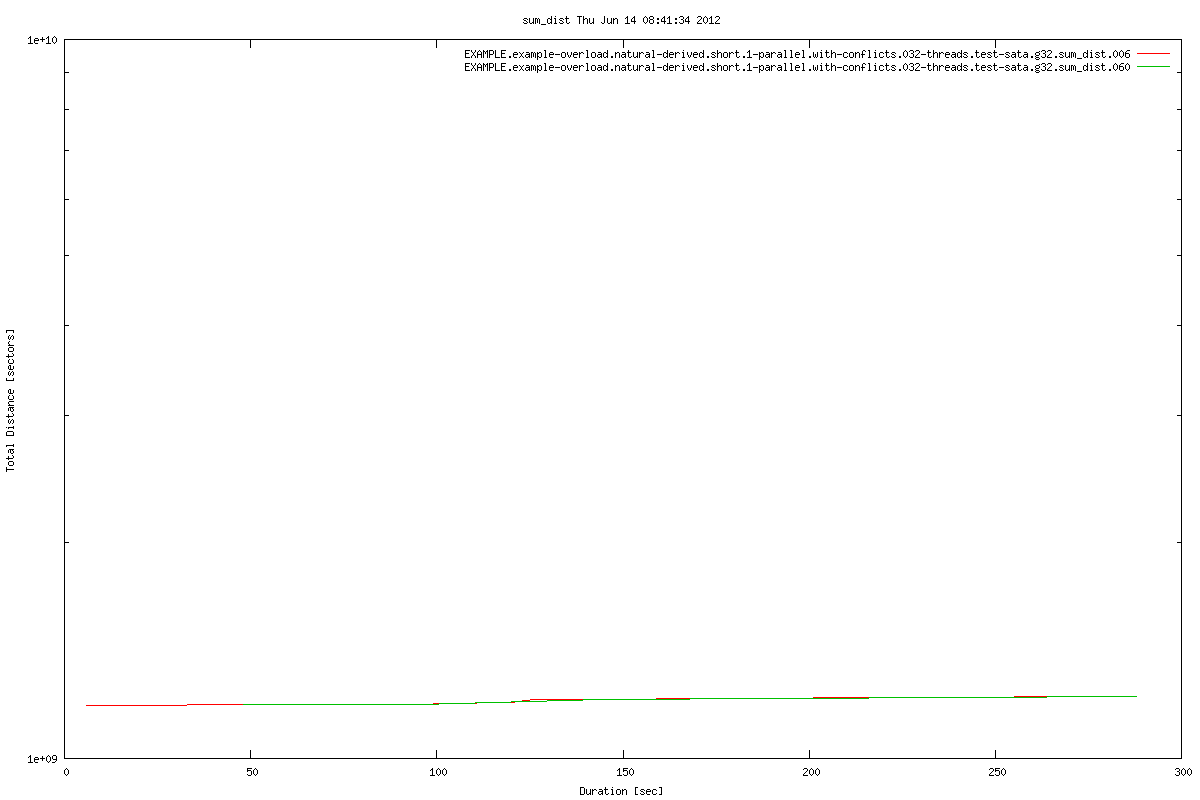 sum_dist Thu Jun 14 08:41:34 2012
1e+10
EXAMPLE.example-overload.natural-derived.short.1-parallel.with-conflicts.032-threads.test-sata.g32.sum_dist.006
EXAMPLE.example-overload.natural-derived.short.1-parallel.with-conflicts.032-threads.test-sata.g32.sum_dist.060
Total Distance [sectors]
1e+09
0 50 100 150 200 250 300
Duration [sec]